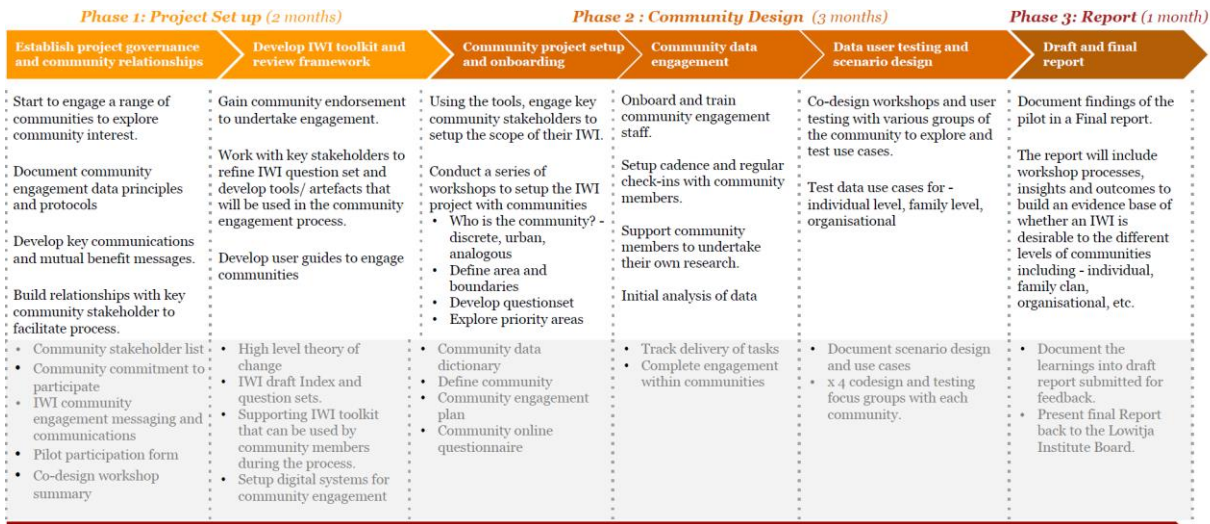 Phase 1: Project Set up (2 months)
Phase 2 : Community Design (3 months)
Phase 3: Report (1 month)
Establish project governance
and community relationships
Develop IWI toolkit and
review framework
Community project setup
and onboarding
Community data
engagement
Data user testing and
scenario design
Draft and final
report
Start to engage a range of
communities to explore
community interest.
Document community
engagement data principles
and protocols
Develop key communications
and mutual benefit messages.
Build relationships with key
community stakeholder to
facilitate process.
Gain community endorsement
to undertake engagement.
Work with key stakeholders to
refine IWI question set and
develop tools/ artefacts that
will be used in the community
engagement process.
Develop user guides to engage
communities
Using the tools, engage key
community stakeholders to
setup the scope of their IWI.
Conduct a series of
workshops to setup the IWI
project with communities
• Who is the community? -
discrete, urban,
analogous
• Define area and
boundaries
• Develop questionset
• Explore priority areas
Onboard and train
community engagement
staff.
Setup cadence and regular
check-ins with community
members.
Support community
members to undertake
their own research.
Initial analysis of data
Co-design workshops and user
testing with various groups of
the community to explore and
test use cases.
Test data use cases for -
individual level, family level,
organisational
Document findings of the
pilot in a Final report.
The report will include
workshop processes,
insights and outcomes to
build an evidence base of
whether an IWI is
desirable to the different
levels of communities
including - individual,
family clan,
organisational, etc.
• Community stakeholder list
• Community commitment to
participate
• IWI community
engagement messaging and
communications
• Pilot participation form
• Co-design workshop
summary
• High level theory of
change
• IWI draft Index and
question sets.
• Supporting IWI toolkit
that can be used by
community members
during the process.
• Setup digital systems for
community engagement
• Community data
dictionary
• Define community
• Community engagement
plan
• Community online
questionnaire
• Track delivery of tasks
• Complete engagement
within communities
• Document scenario design
and use cases
• x 4 codesign and testing
focus groups with each
community.
• Document the
learnings into draft
report submitted for
feedback.
• Present final Report
back to the Lowitja
Institute Board.